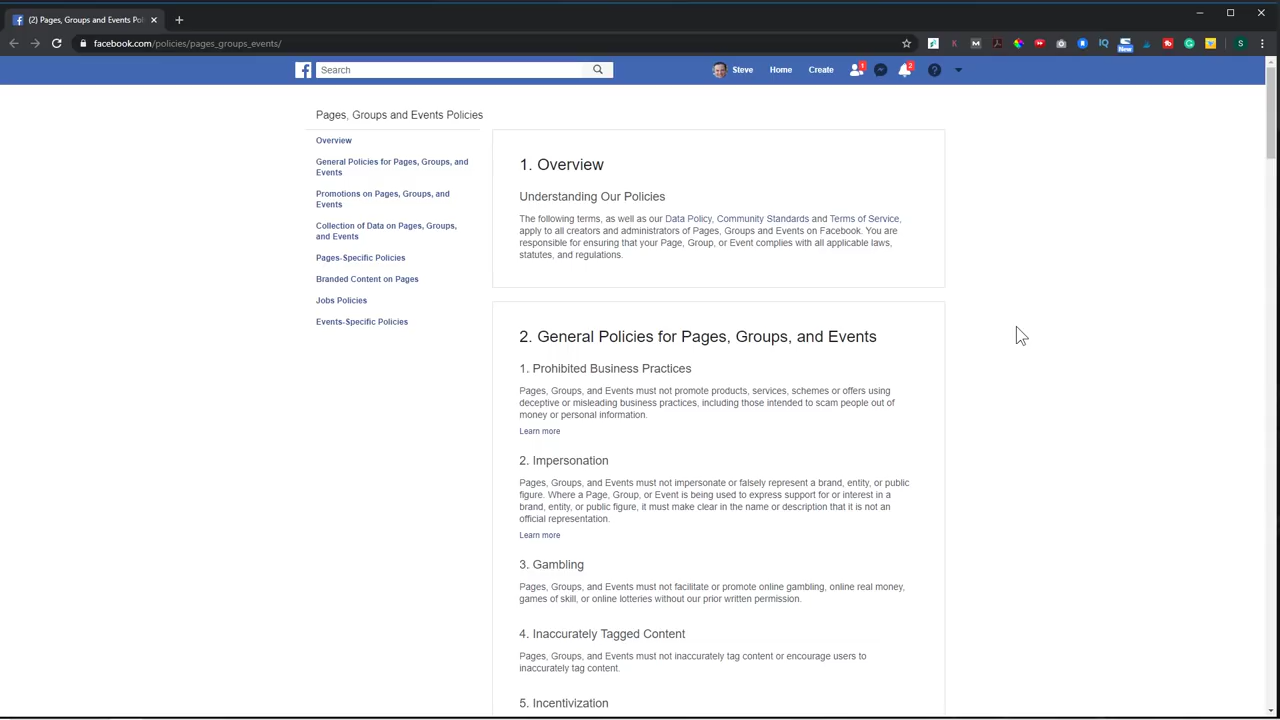 (2) Pages, Groups and Events Pol
facebook.com/policies/pages_groups_events/
Search
Steve Home Create 1 2
Pages, Groups and Events Policies
Overview
General Policies for Pages, Groups, and
Events
Promotions on Pages, Groups, and
Events
Collection of Data on Pages, Groups,
and Events
Pages-Specific Policies
Branded Content on Pages
Jobs Policies
Events-Specific Policies
1. Overview
Understanding Our Policies
The following terms, as well as our Data Policy, Community Standards and Terms of Service,
apply to all creators and administrators of Pages, Groups and Events on Facebook. You are
responsible for ensuring that your Page, Group, or Event complies with all applicable laws,
statutes, and regulations.
2. General Policies for Pages, Groups, and Events
1. Prohibited Business Practices
Pages, Groups, and Events must not promote products, services, schemes or offers using
deceptive or misleading business practices, including those intended to scam people out of
money or personal information.
Learn more
2. Impersonation
Pages, Groups, and Events must not impersonate or falsely represent a brand, entity, or public
figure. Where a Page, Group, or Event is being used to express support for or interest in a
brand, entity, or public figure, it must make clear in the name or description that it is not an
official representation.
Learn more
3. Gambling
Pages, Groups, and Events must not facilitate or promote online gambling, online real money,
games of skill, or online lotteries without our prior written permission.
4. Inaccurately Tagged Content
Pages, Groups, and Events must not inaccurately tag content or encourage users to
inaccurately tag content.
5. Incentivization